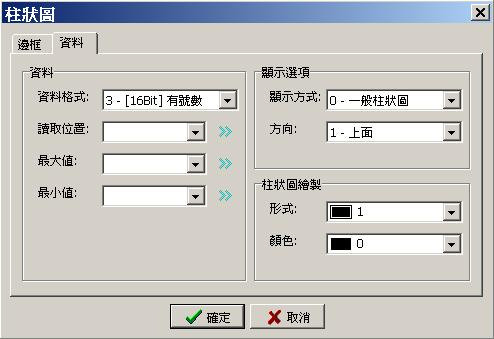 柱狀圖
邊框 資料
資料
資料格式: 3 - [16Bit] 有號數
讀取位置:
最大值:
最小值:
顯示選項
顯示方式: 0 - 一般柱狀圖
方向: 1 - 上面
柱狀圖繪製
形式: 1
顏色: 0
確定 取消